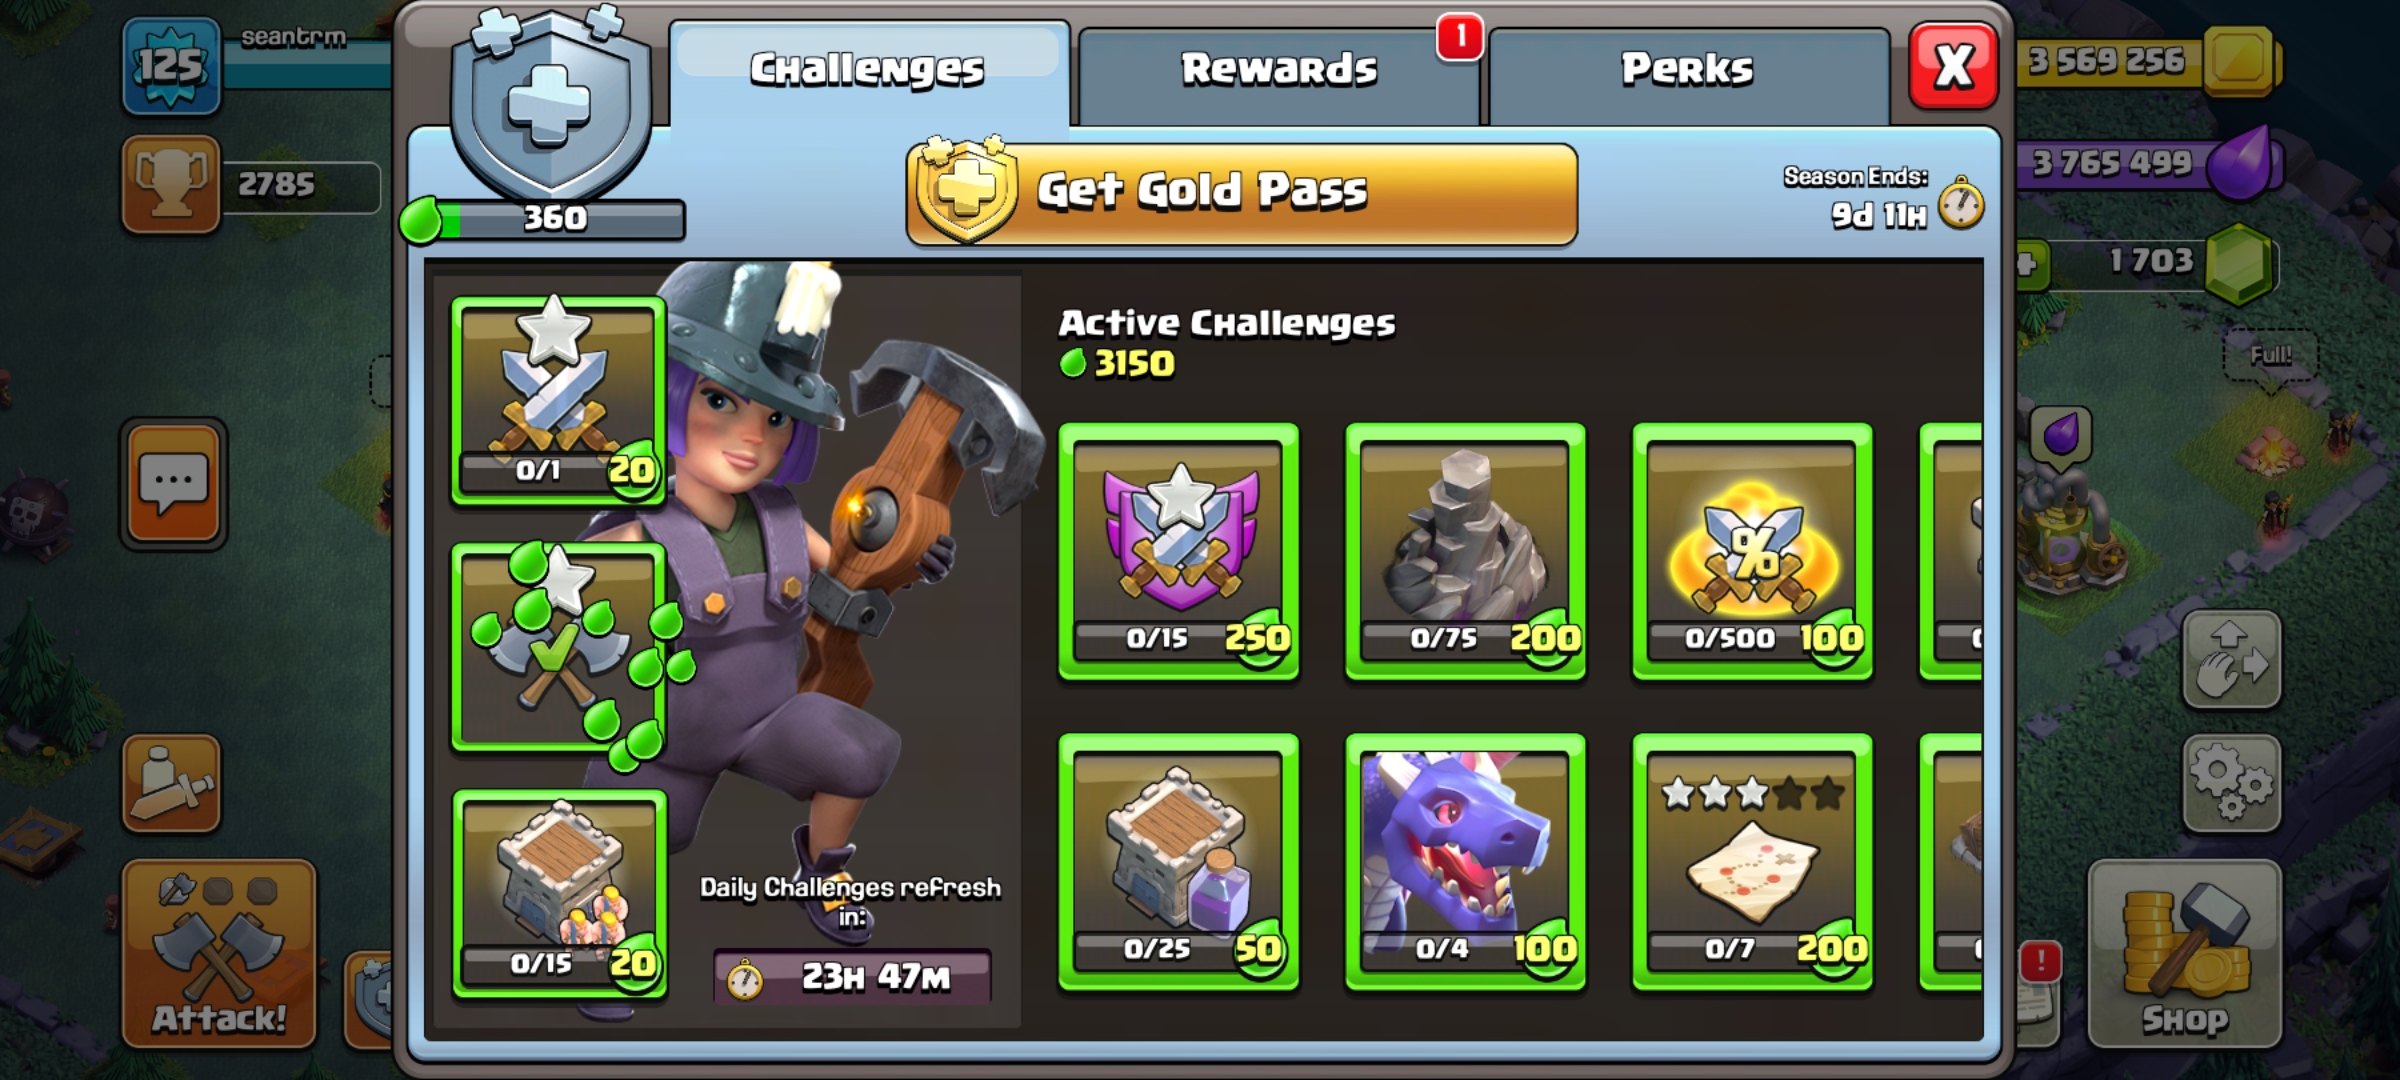 125
seantrm
2785
Challenges
Rewards
1
Perks
X
3 569 256
3 765 499
1 703
Full!
360
Get Gold Pass
Season Ends:
9d 11H
Active Challenges
3150
0/1
20
0/15
20
Daily Challenges refresh
in:
23H 47M
0/15
250
0/75
200
%
0/500
100
0/25
50
0/4
100
0/7
200
Attack!
!
Shop